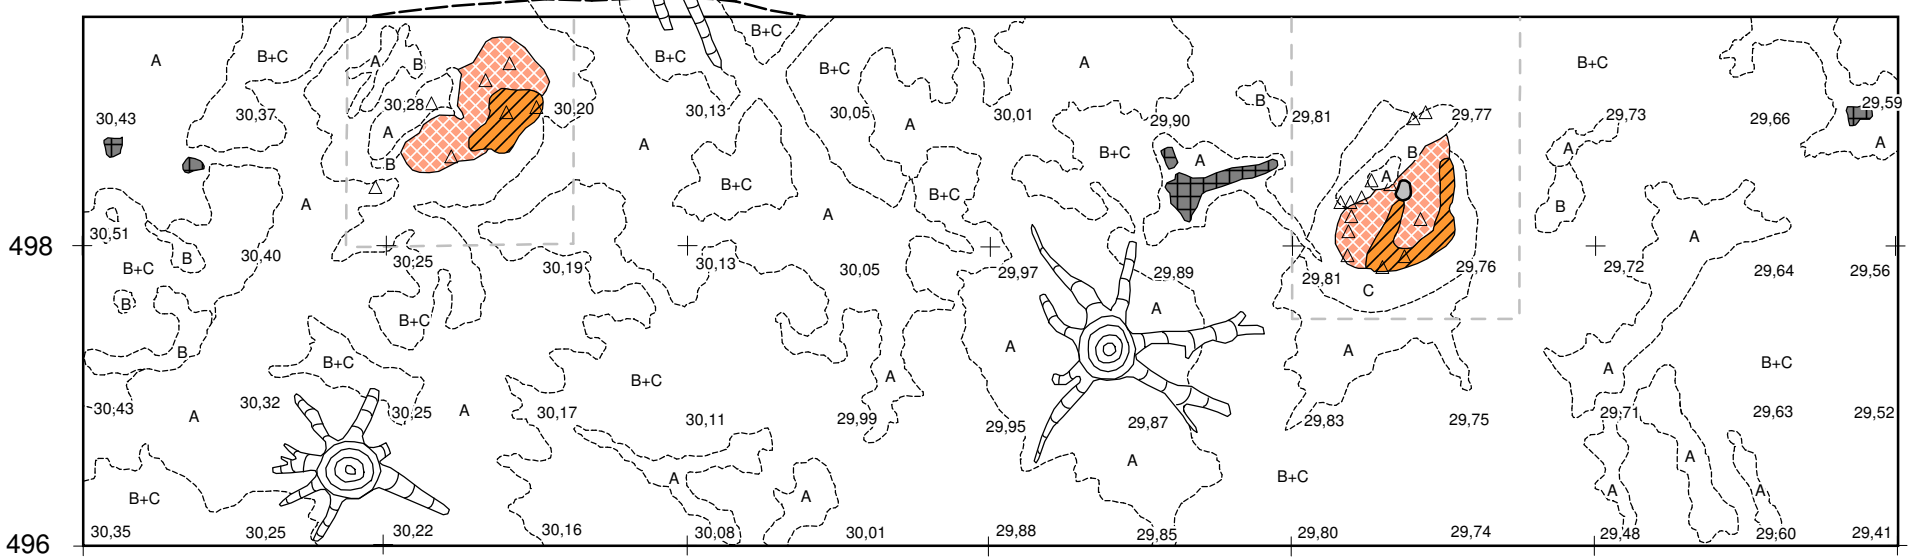 A B+C A B B+C B+C B+C A B+C
30,43 30,37 30,28 30,20 30,13 30,05 30,01 29,90 B 29,81 29,77 29,73 29,66 29,59
A B A A B+C A B A A A
B+C B+C B
30,51 A A A
498 B 30,40 30,25 30,19 30,13 30,05 29,97 29,89 29,81 29,76 29,72 29,64 29,56
B+C C
B B+C A
B B+C A A A B+C
B+C A
30,43 30,32 30,25 A 30,17 30,11 29,99 29,95 29,87 29,83 29,75 29,71 29,63 29,52
A
A A B+C A
B+C A A A
30,35 30,25 30,22 30,16 30,08 30,01 29,88 29,85 29,80 29,74 29,48 29,60 29,41
496